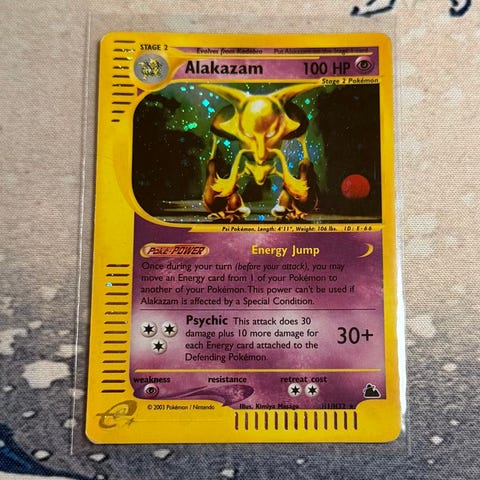 STAGE 2
Evolves from Kadabra
Put Alakazam on the Stage 1 card
Alakazam
100 HP
Stage 2 Pokémon
Psi Pokémon, Length: 4'11", Weight: 106 lbs. ID: E-66
Poké-POWER
Energy Jump
Once during your turn (before your attack), you may
move an Energy card from 1 of your Pokémon to
another of your Pokémon. This power can't be used if
Alakazam is affected by a Special Condition.
Psychic This attack does 30
damage plus 10 more damage for
each Energy card attached to the
Defending Pokémon.
30+
weakness
resistance
retreat cost
© 2003 Pokémon / Nintendo
Illus. Kimiya Masago
H1/H32